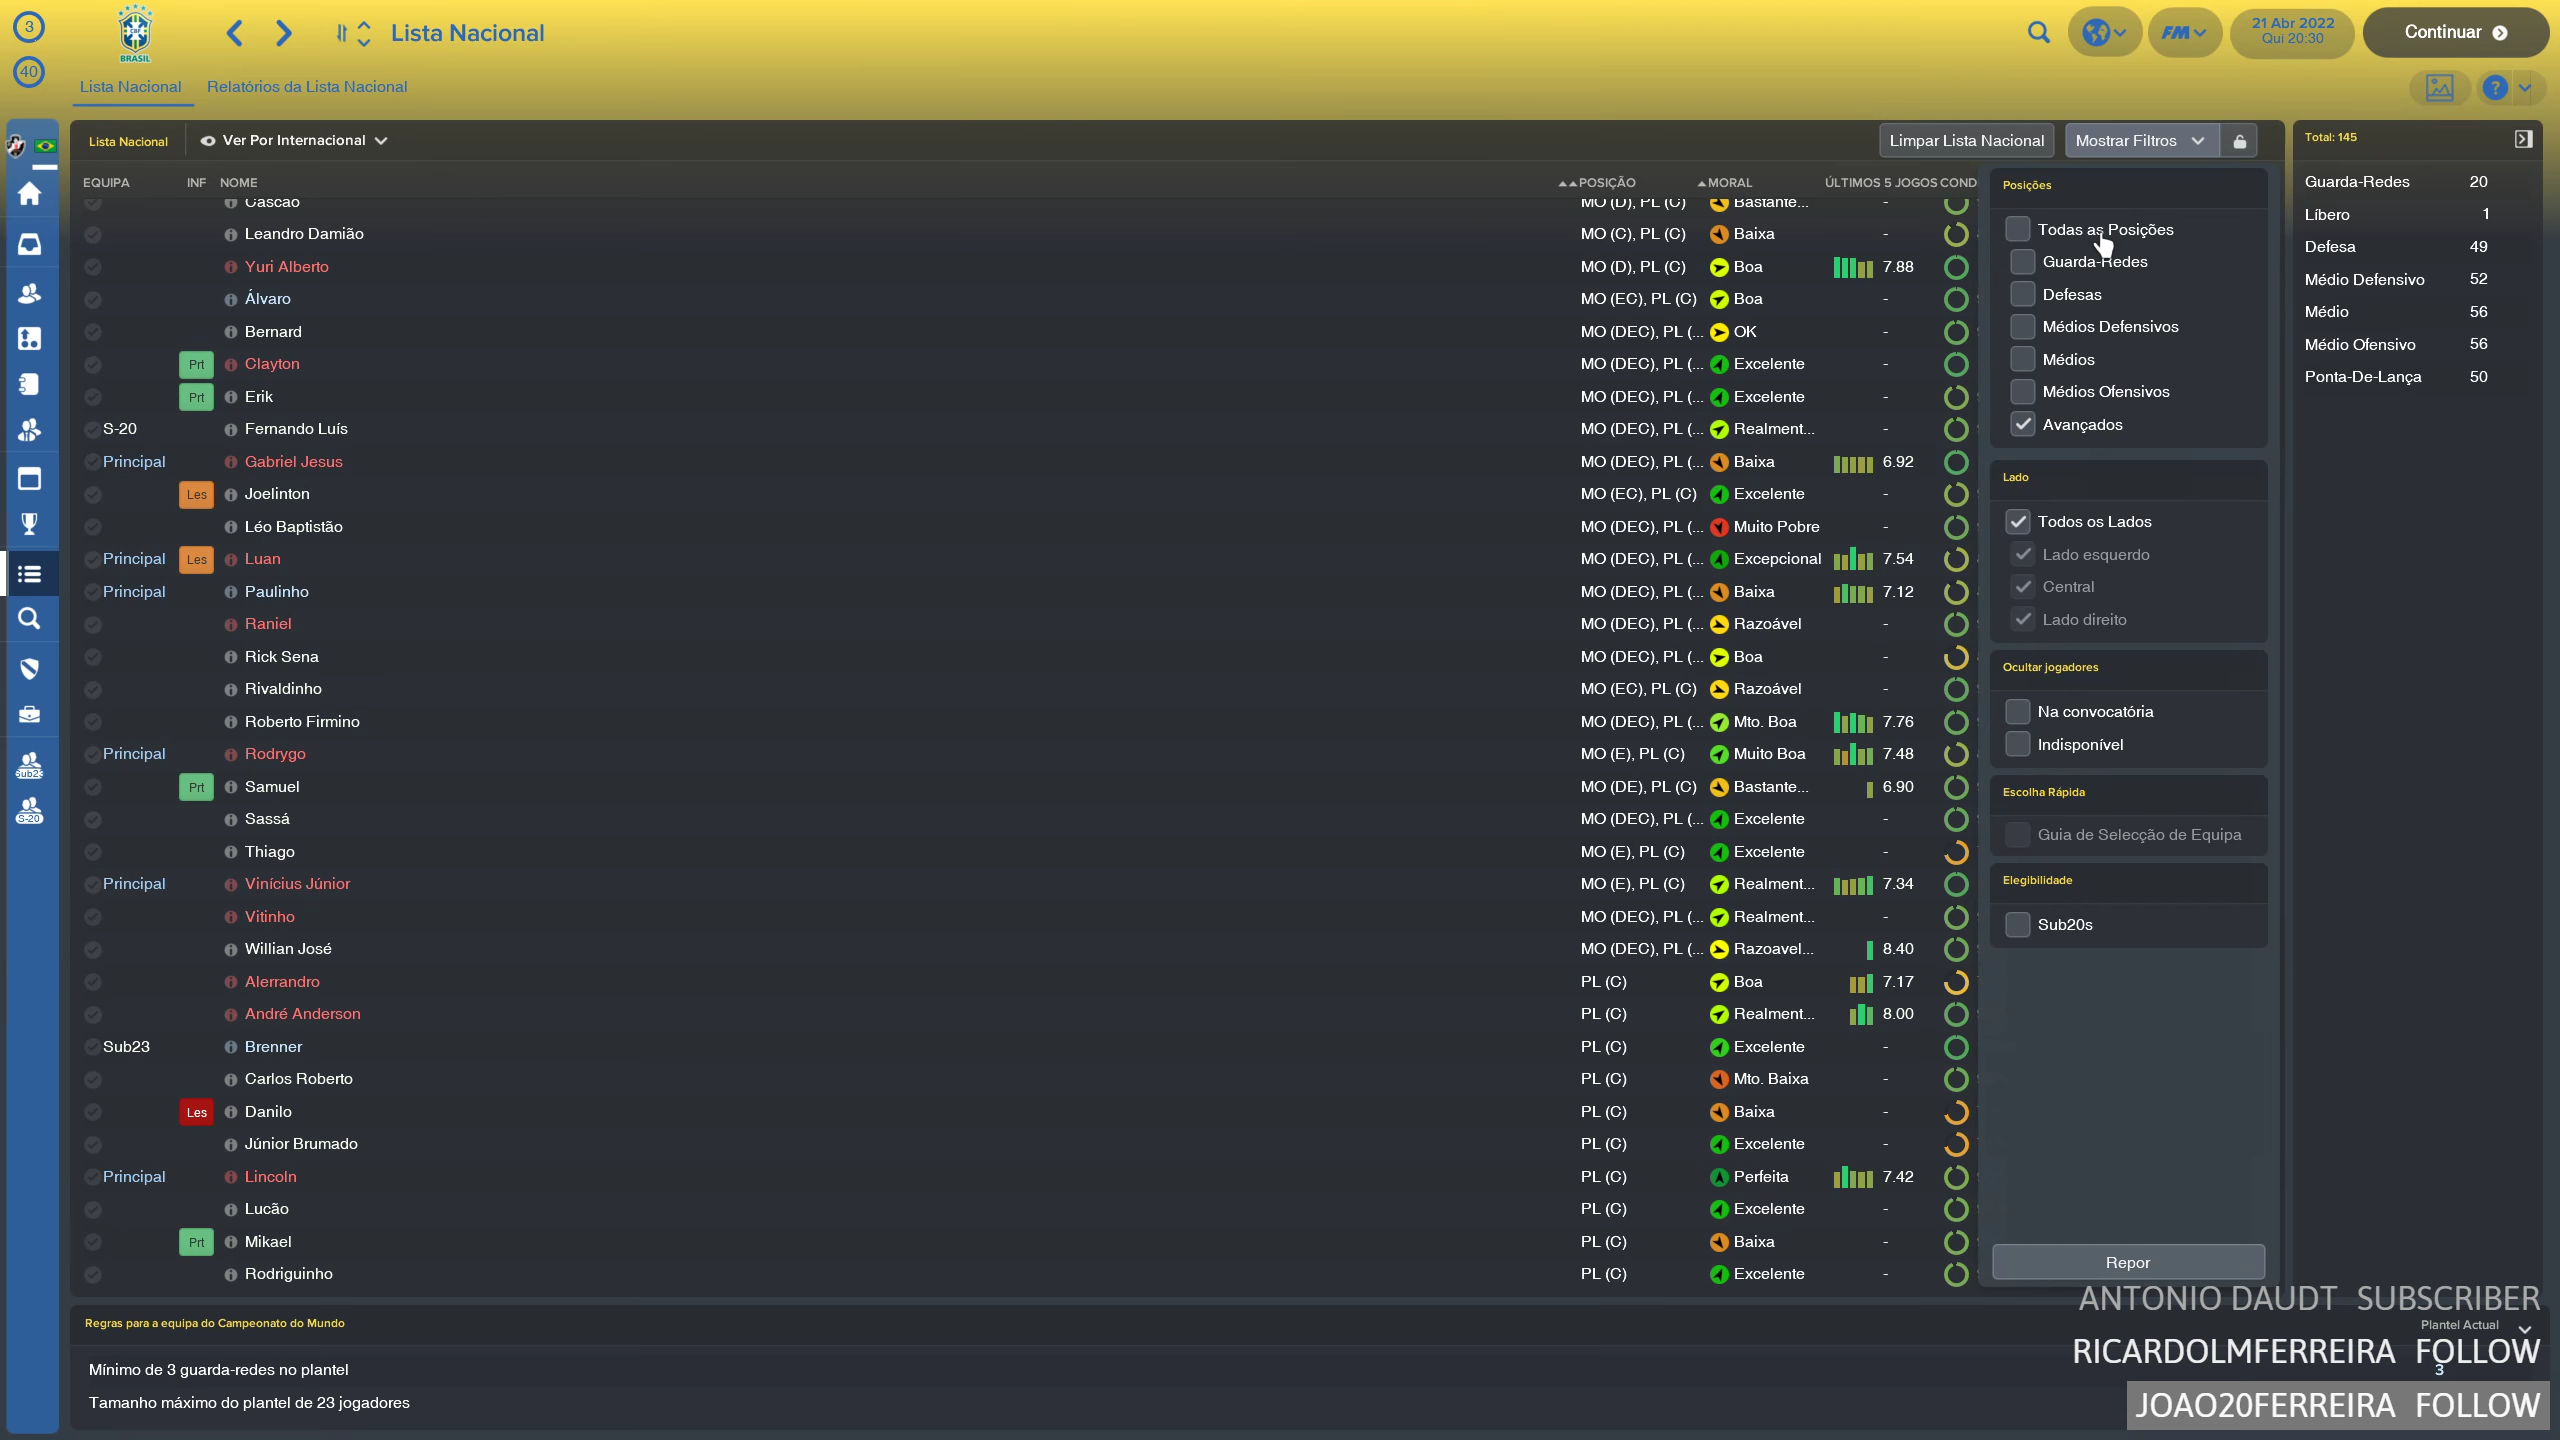 3
BRASIL
Lista Nacional
FM
21 Abr 2022
Qui 20:30
Continuar
40
Lista Nacional Relatórios da Lista Nacional
?
Lista Nacional Ver Por Internacional Limpar Lista Nacional Mostrar Filtros
EQUIPA INF NOME POSIÇÃO MORAL ÚLTIMOS 5 JOGOS COND
Cascão MO (D), PL (C) Bastante... -
Leandro Damião MO (C), PL (C) Baixa -
Yuri Alberto MO (D), PL (C) Boa 7.88
Álvaro MO (EC), PL (C) Boa -
Bernard MO (DEC), PL (... OK -
Prt Clayton MO (DEC), PL (... Excelente -
Prt Erik MO (DEC), PL (... Excelente -
S-20 Fernando Luís MO (DEC), PL (... Realment... -
Principal Gabriel Jesus MO (DEC), PL (... Baixa 6.92
Les Joelinton MO (EC), PL (C) Excelente -
Léo Baptistão MO (DEC), PL (... Muito Pobre -
Principal Les Luan MO (DEC), PL (... Excepcional 7.54
Principal Paulinho MO (DEC), PL (... Baixa 7.12
Raniel MO (DEC), PL (... Razoável -
Rick Sena MO (DEC), PL (... Boa -
Rivaldinho MO (EC), PL (C) Razoável -
Roberto Firmino MO (DEC), PL (... Mto. Boa 7.76
Principal Rodrygo MO (E), PL (C) Muito Boa 7.48
Prt Samuel MO (DE), PL (C) Bastante... 6.90
Sassá MO (DEC), PL (... Excelente -
Thiago MO (E), PL (C) Excelente -
Principal Vinícius Júnior MO (E), PL (C) Realment... 7.34
Vitinho MO (DEC), PL (... Realment... -
Willian José MO (DEC), PL (... Razoavel... 8.40
Alerrandro PL (C) Boa 7.17
André Anderson PL (C) Realment... 8.00
Sub23 Brenner PL (C) Excelente -
Carlos Roberto PL (C) Mto. Baixa -
Les Danilo PL (C) Baixa -
Júnior Brumado PL (C) Excelente -
Principal Lincoln PL (C) Perfeita 7.42
Lucão PL (C) Excelente -
Prt Mikael PL (C) Baixa -
Rodriguinho PL (C) Excelente -
Sub23
S-20
Posições
Todas as Posições
Guarda-Redes
Defesas
Médios Defensivos
Médios
Médios Ofensivos
Avançados
Lado
Todos os Lados
Lado esquerdo
Central
Lado direito
Ocultar jogadores
Na convocatória
Indisponível
Escolha Rápida
Guia de Selecção de Equipa
Elegibilidade
Sub20s
Repor
Total: 145
Guarda-Redes 20
Líbero 1
Defesa 49
Médio Defensivo 52
Médio 56
Médio Ofensivo 56
Ponta-De-Lança 50
ANTONIO DAUDT SUBSCRIBER
Regras para a equipa do Campeonato do Mundo Plantel Actual
RICARDOLMFERREIRA FOLLOW
Mínimo de 3 guarda-redes no plantel 3
Tamanho máximo do plantel de 23 jogadores
JOAO20FERREIRA FOLLOW